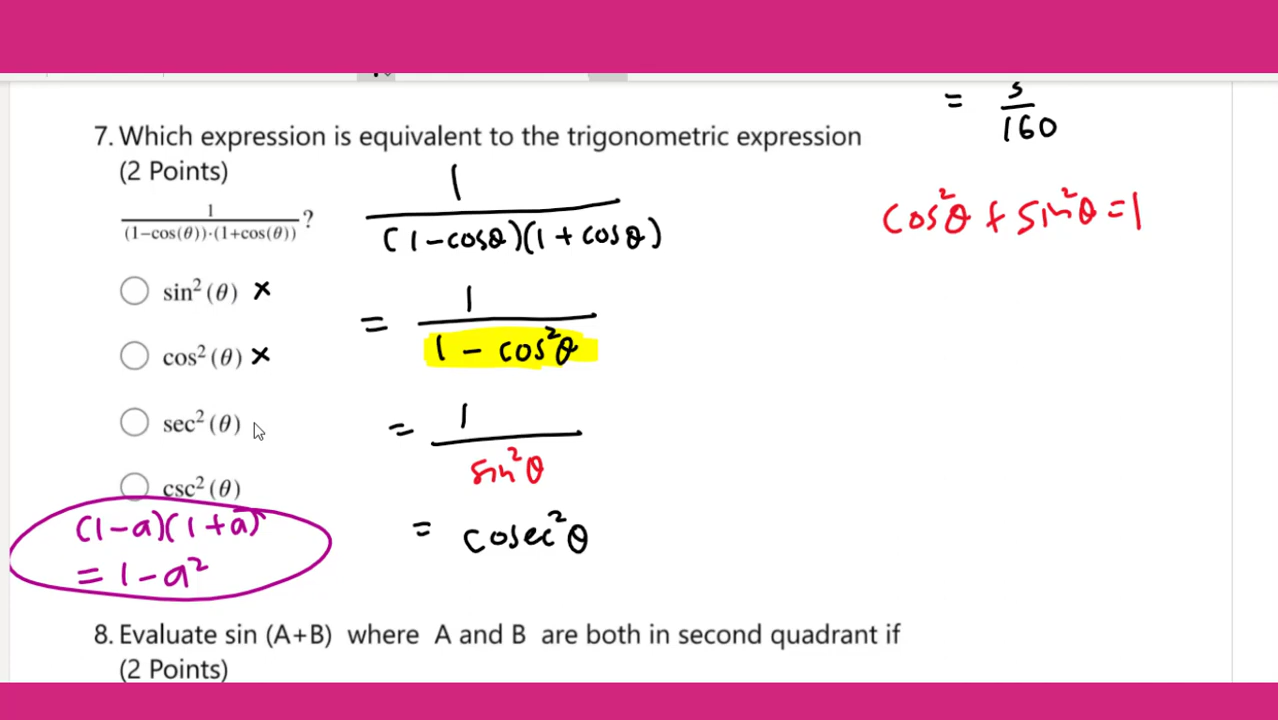 = 5/160
7. Which expression is equivalent to the trigonometric expression
(2 Points)
1/((1−cos(θ))·(1+cos(θ))) ?
1/((1−cosθ)(1+cosθ))
cos²θ + sin²θ = 1
sin² (θ) ×
= 1/(1 − cos²θ)
cos² (θ) ×
sec² (θ)
= 1/sin²θ
csc² (θ)
(1−a)(1+a)
= 1−a²
= cosec²θ
8. Evaluate sin (A+B) where A and B are both in second quadrant if
(2 Points)